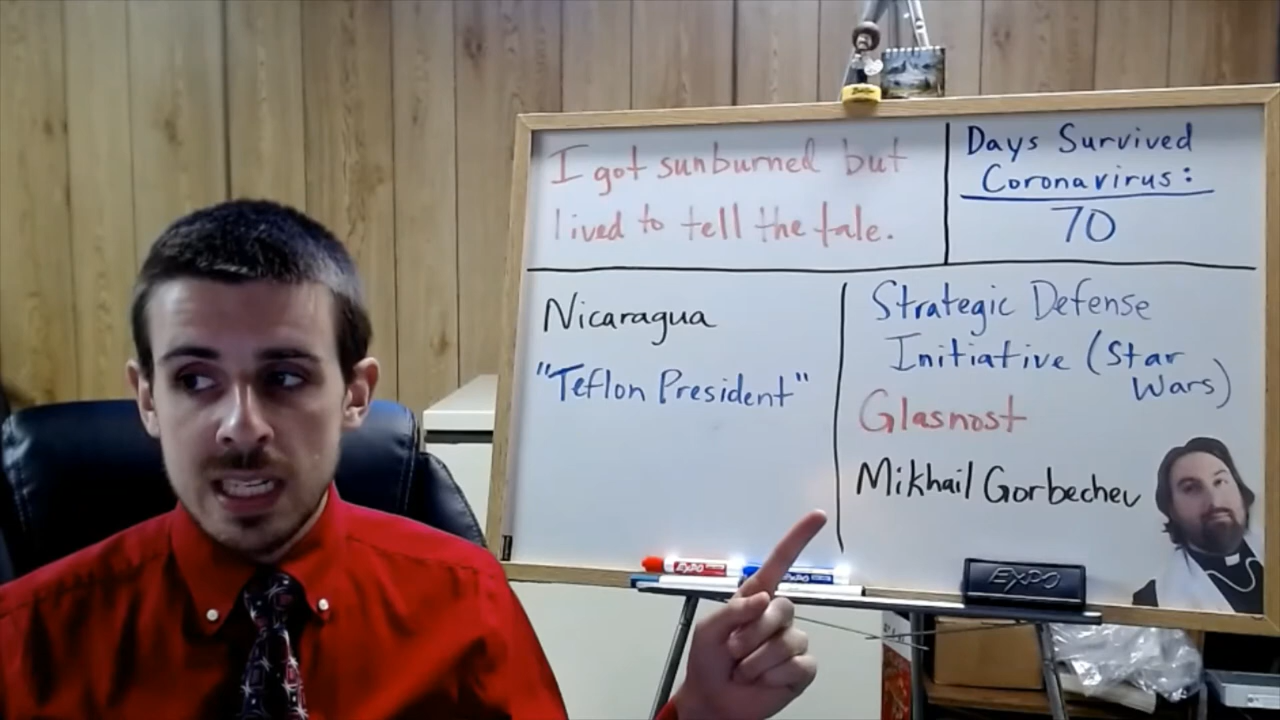 I got sunburned but
lived to tell the tale.
Days Survived
Coronavirus:
70
Nicaragua
"Teflon President"
Strategic Defense
Initiative (Star
Wars)
Glasnost
Mikhail Gorbechev
EXPO
EXPO